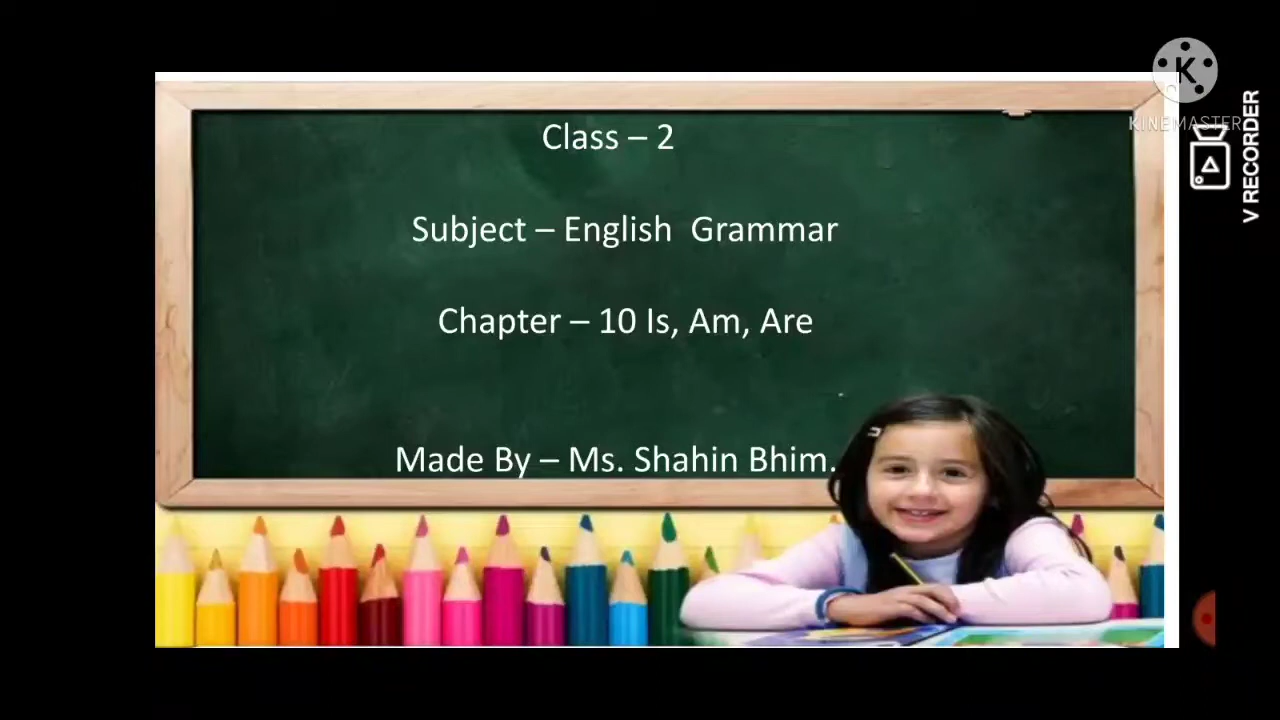 Class – 2
Subject – English Grammar
Chapter – 10 Is, Am, Are
Made By – Ms. Shahin Bhim.
K
KINEMASTER
V RECORDER